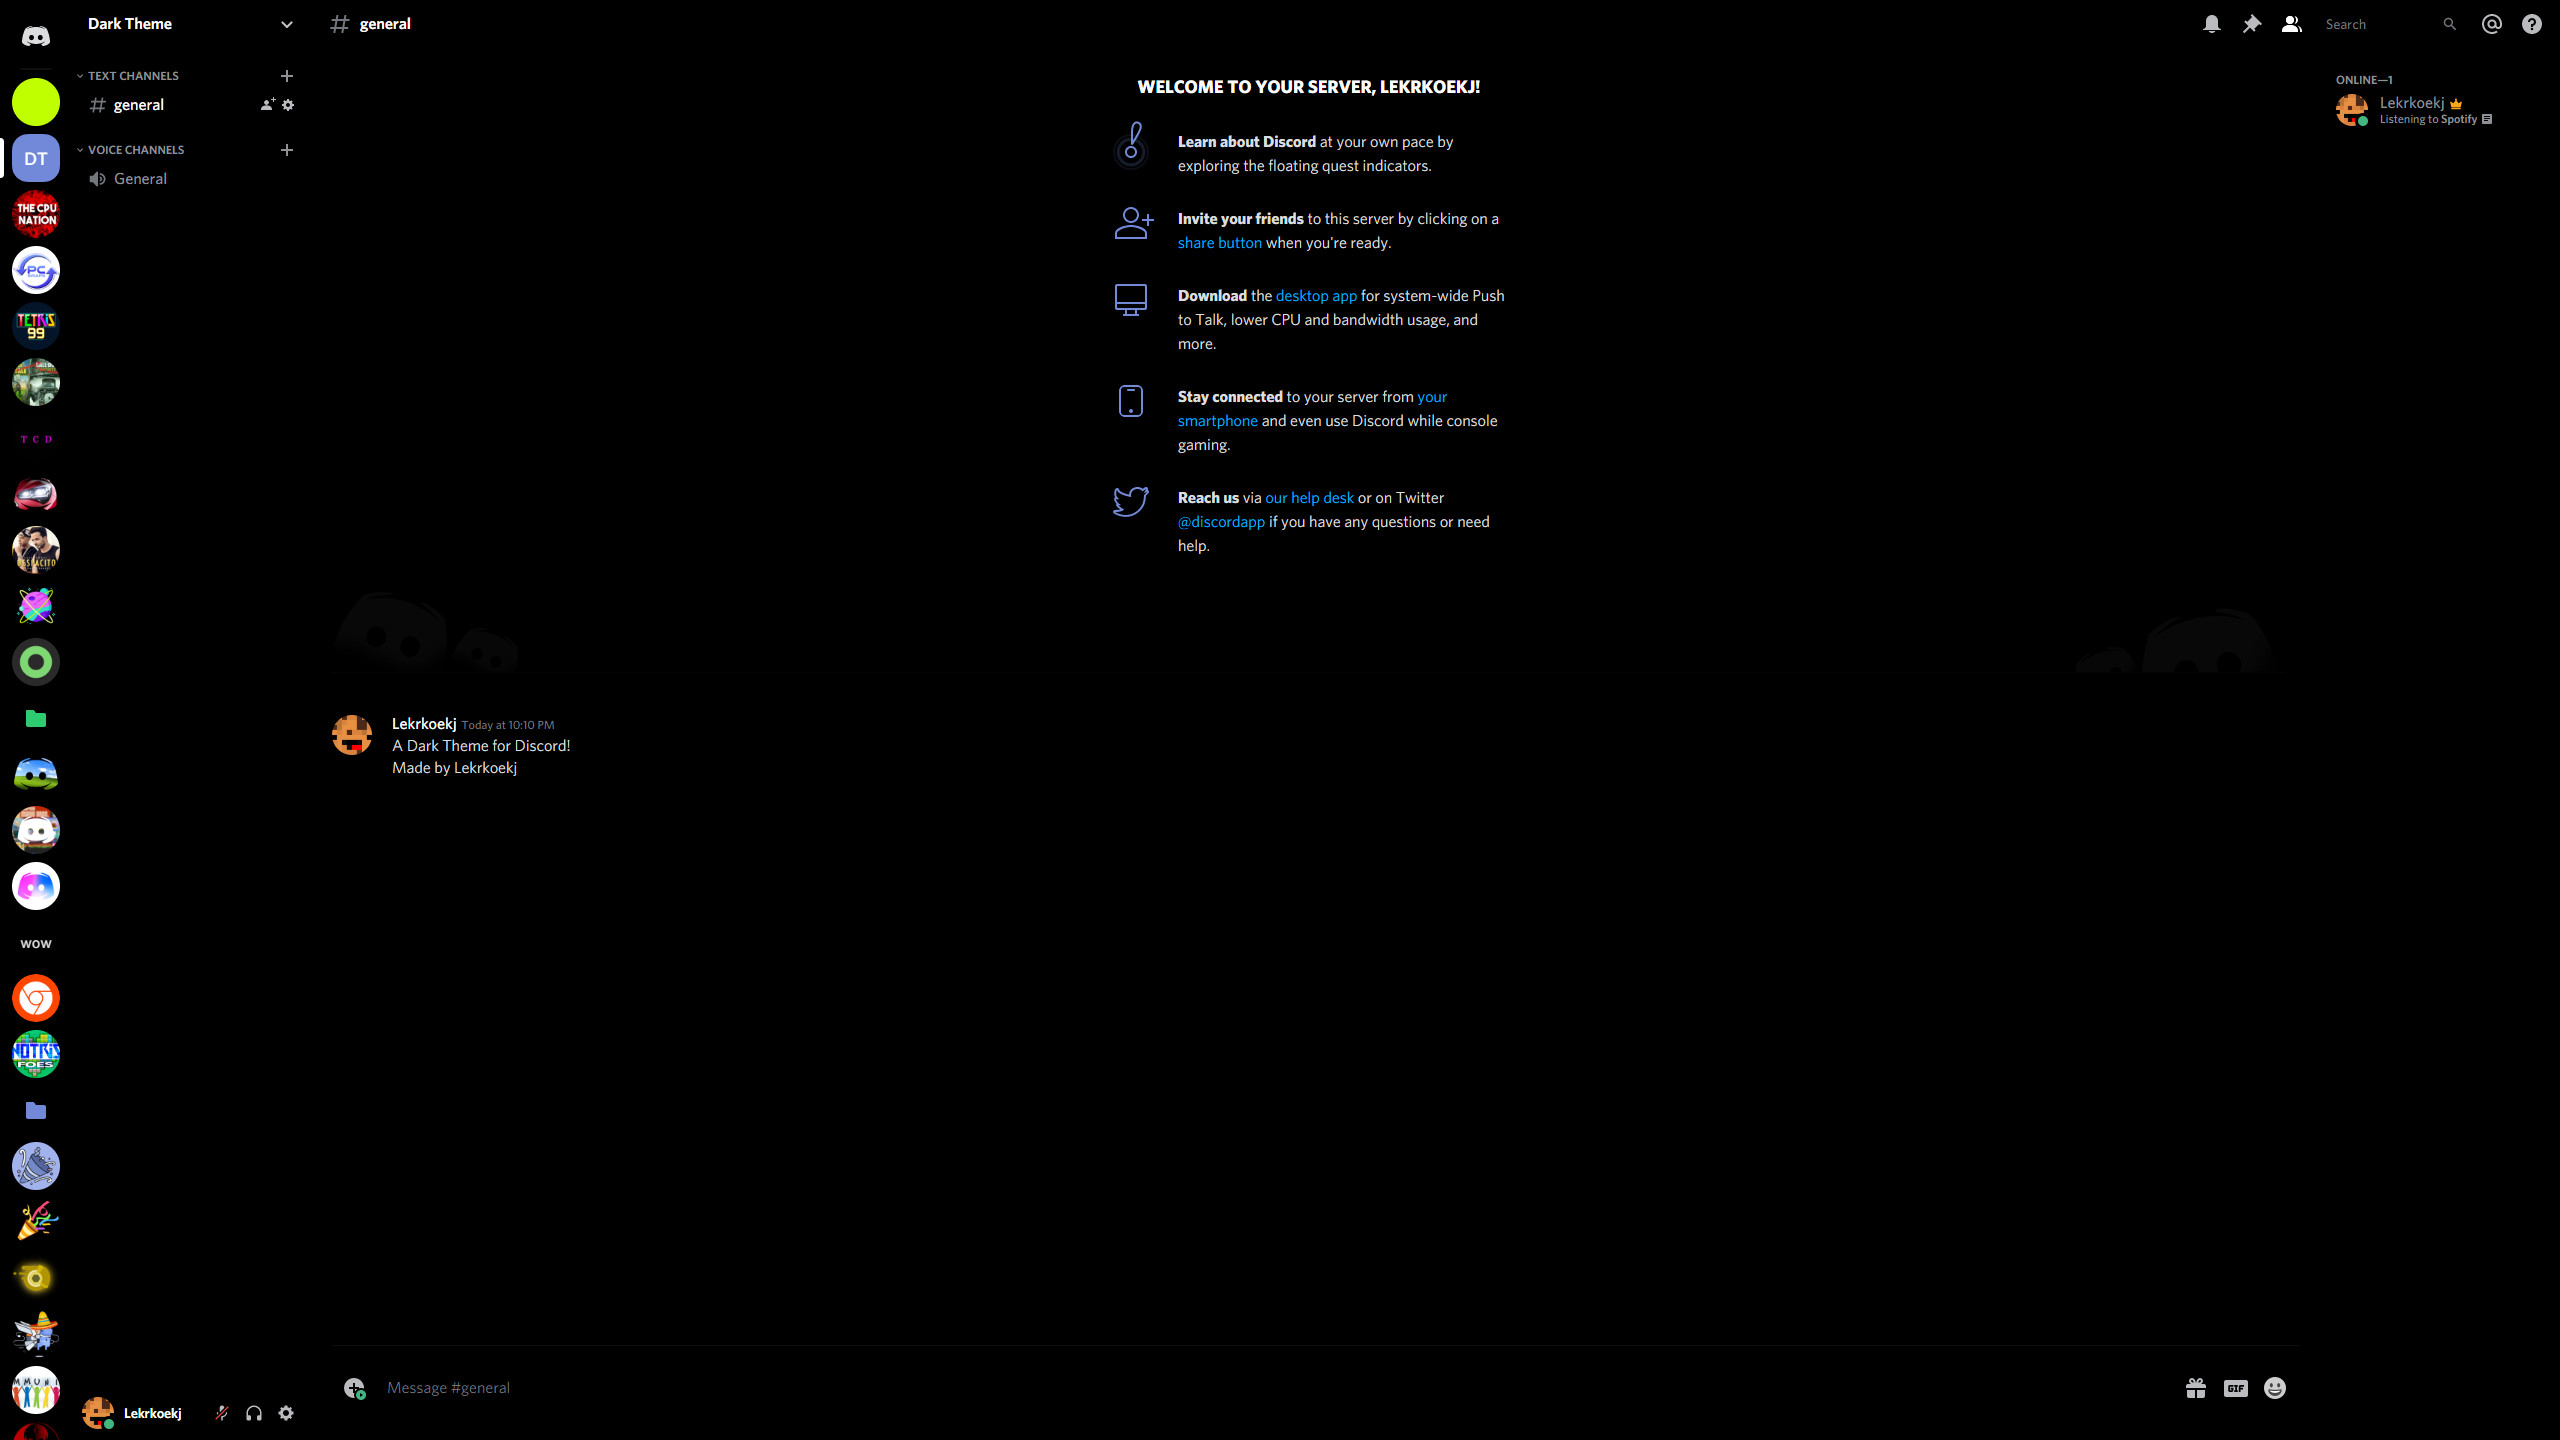 Dark Theme
general
Search
TEXT CHANNELS
general
VOICE CHANNELS
General
DT
THE CPU
NATION
PC
TETRIS
99
T C D
DESPACITO
wow
NOTRIS
FOES
MMUNI
WELCOME TO YOUR SERVER, LEKRKOEKJ!
Learn about Discord at your own pace by
exploring the floating quest indicators.
Invite your friends to this server by clicking on a
share button when you're ready.
Download the desktop app for system-wide Push
to Talk, lower CPU and bandwidth usage, and
more.
Stay connected to your server from your
smartphone and even use Discord while console
gaming.
Reach us via our help desk or on Twitter
@discordapp if you have any questions or need
help.
Lekrkoekj Today at 10:10 PM
A Dark Theme for Discord!
Made by Lekrkoekj
ONLINE—1
Lekrkoekj
Listening to Spotify
Message #general
GIF
Lekrkoekj